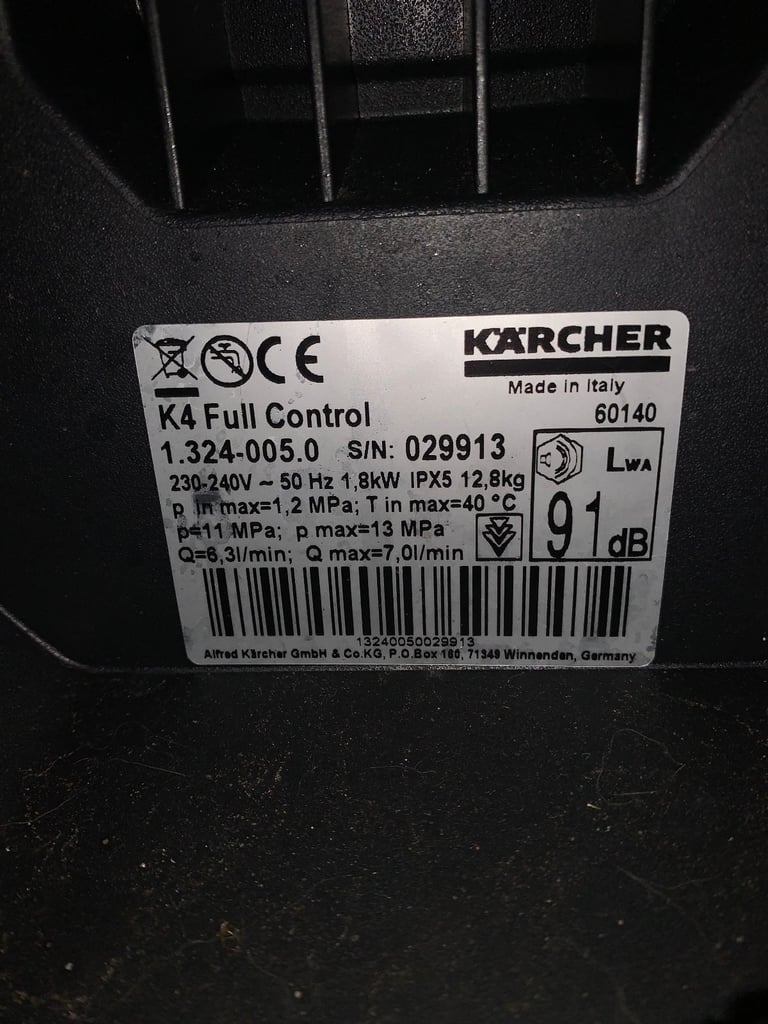 CE
KÄRCHER
Made in Italy
K4 Full Control
60140
1.324-005.0 S/N: 029913
230-240V ~ 50 Hz 1,8kW IPX5 12,8kg
p in max=1,2 MPa; T in max=40 °C
p=11 MPa; p max=13 MPa
Q=6,3l/min; Q max=7,0l/min
LWA
91 dB
13240050029913
Alfred Kärcher GmbH & Co.KG, P.O.Box 160, 71349 Winnenden, Germany